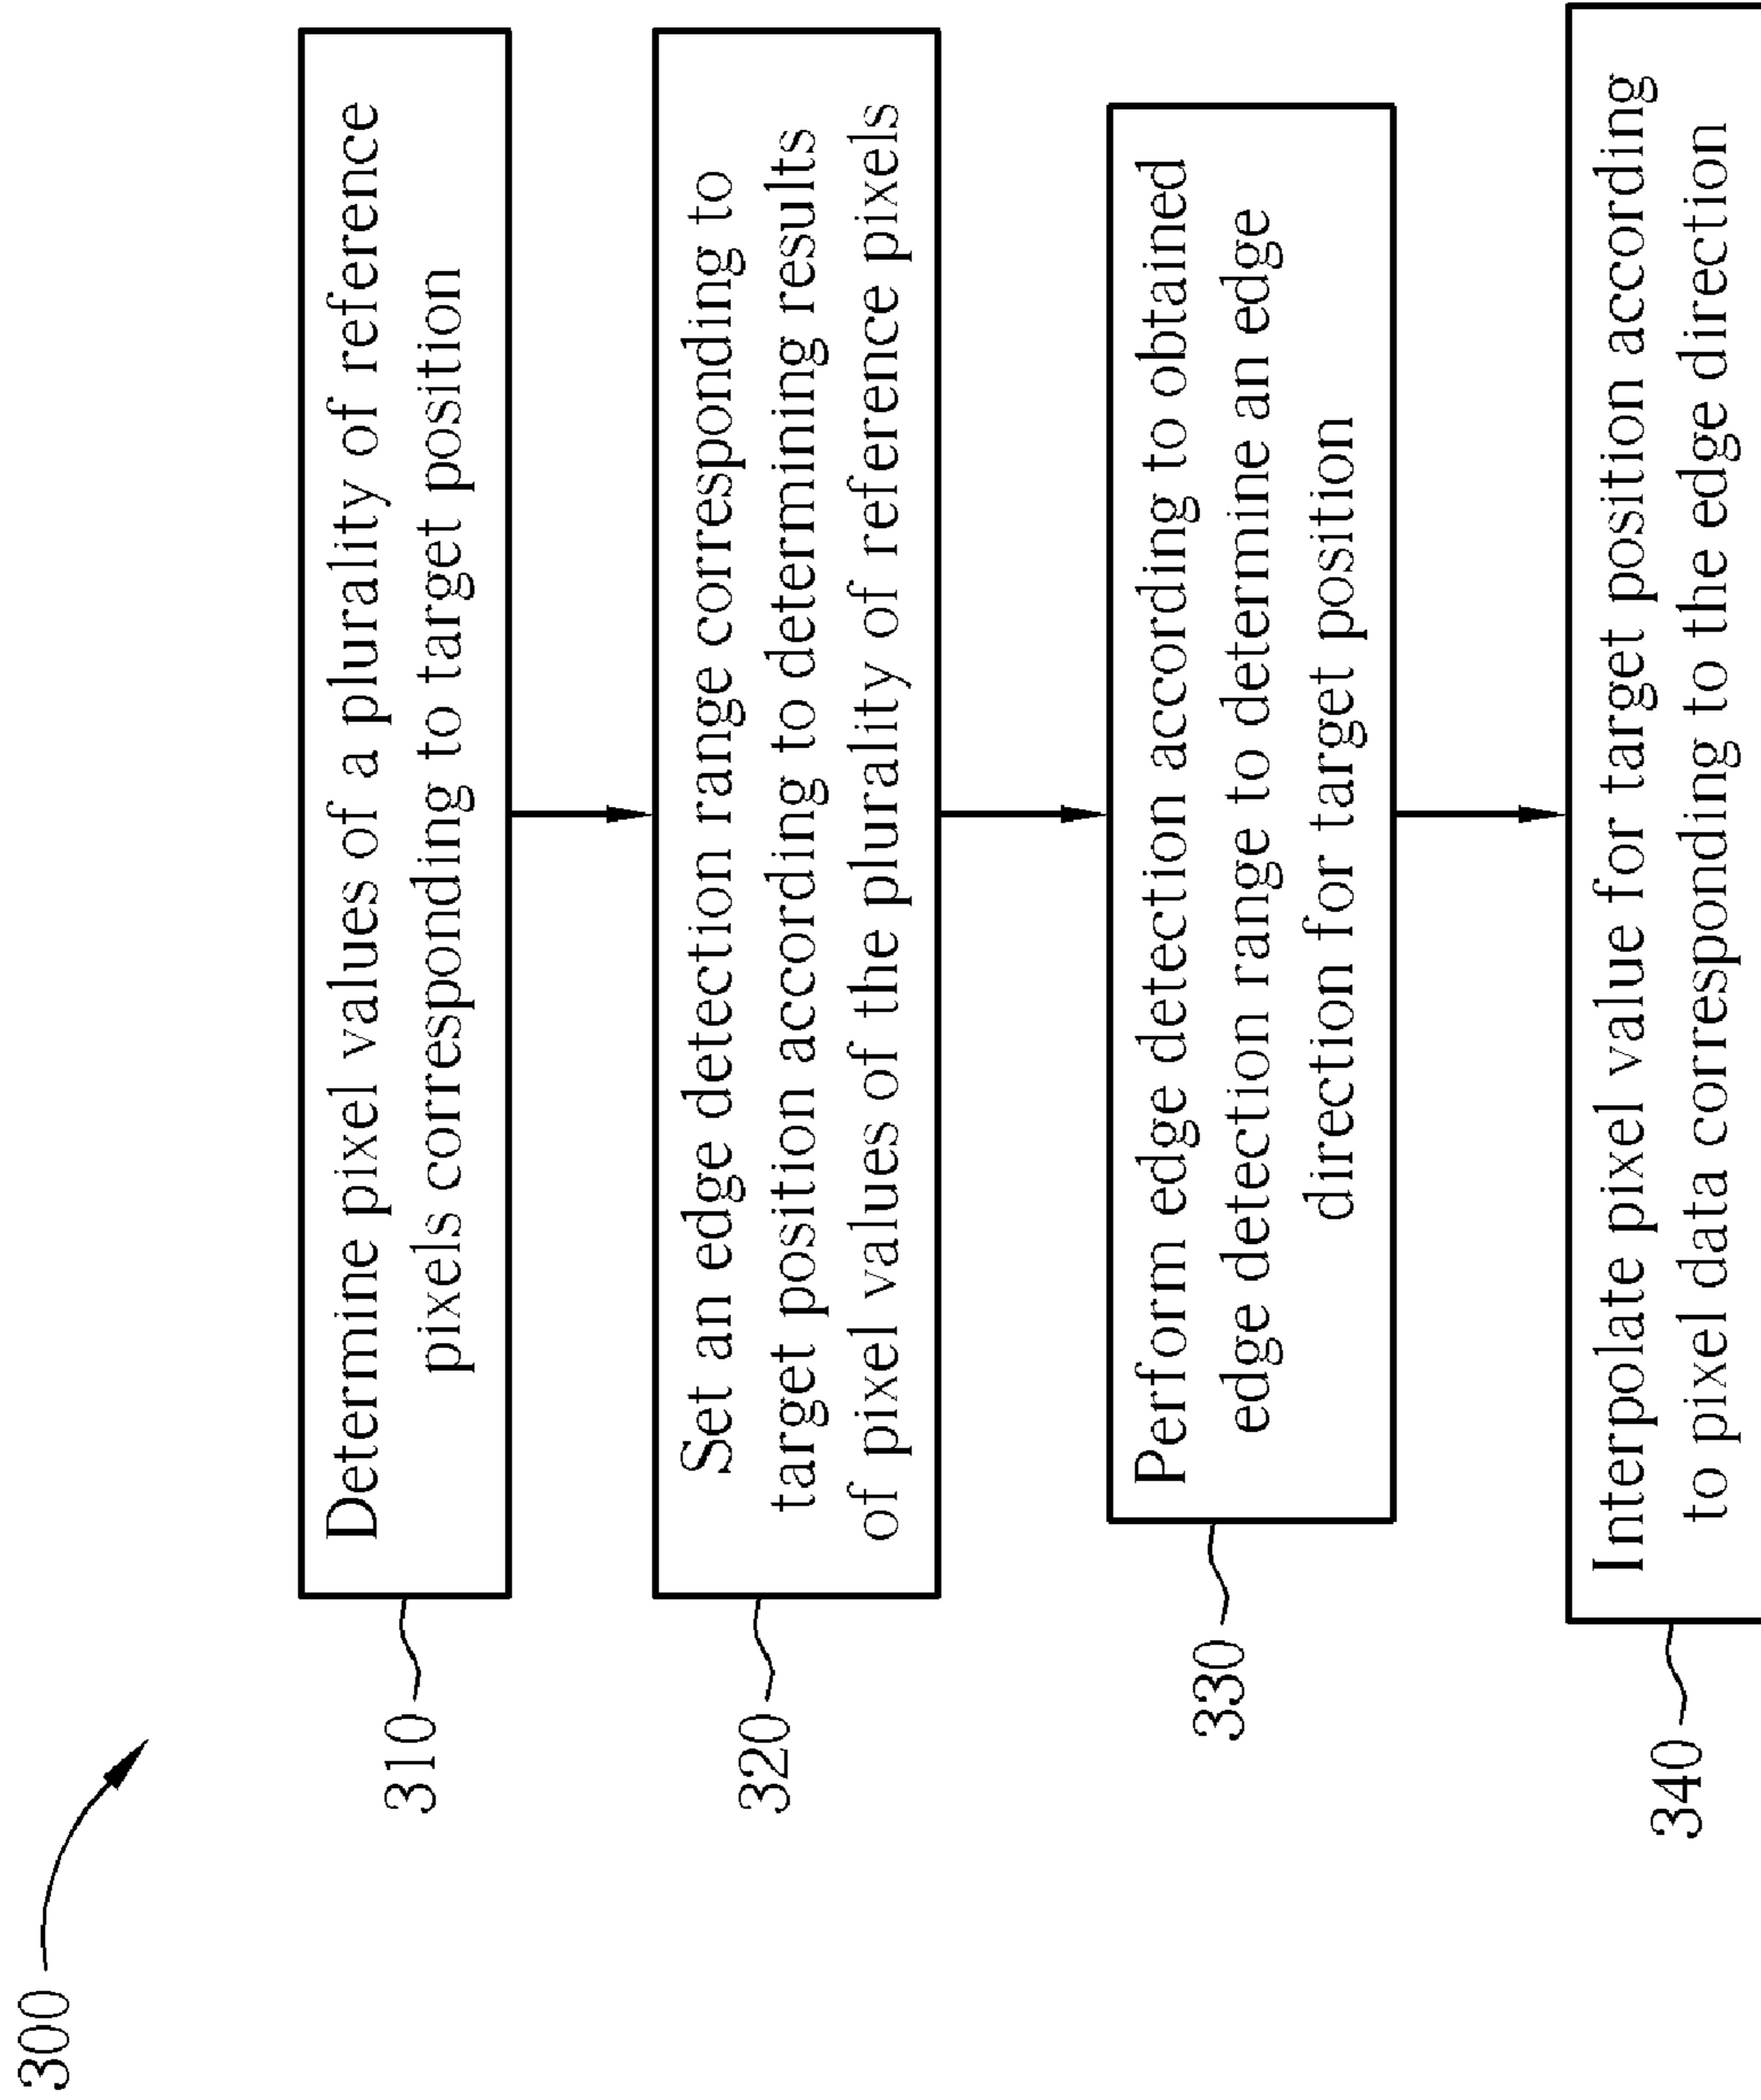 300
310
Determine pixel values of a plurality of reference
pixels corresponding to target position
320
Set an edge detection range corresponding to
target position according to determining results
of pixel values of the plurality of reference pixels
330
Perform edge detection according to obtained
edge detection range to determine an edge
direction for target position
340
Interpolate pixel value for target position according
to pixel data corresponding to the edge direction